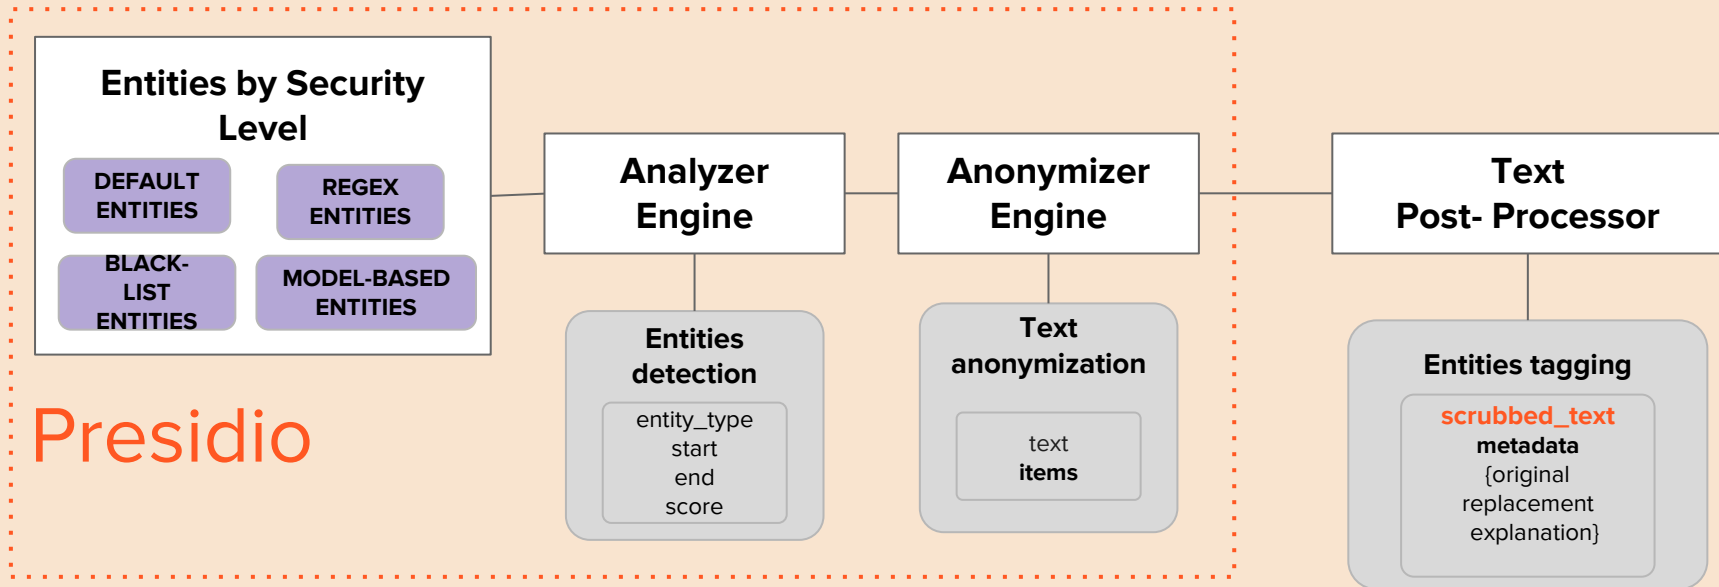 Entities by Security
Level
DEFAULT
ENTITIES
REGEX
ENTITIES
BLACK-
LIST
ENTITIES
MODEL-BASED
ENTITIES
Presidio
Analyzer
Engine
Entities
detection
entity_type
start
end
score
Anonymizer
Engine
Text
anonymization
text
items
Text
Post- Processor
Entities tagging
scrubbed_text
metadata
{original
replacement
explanation}